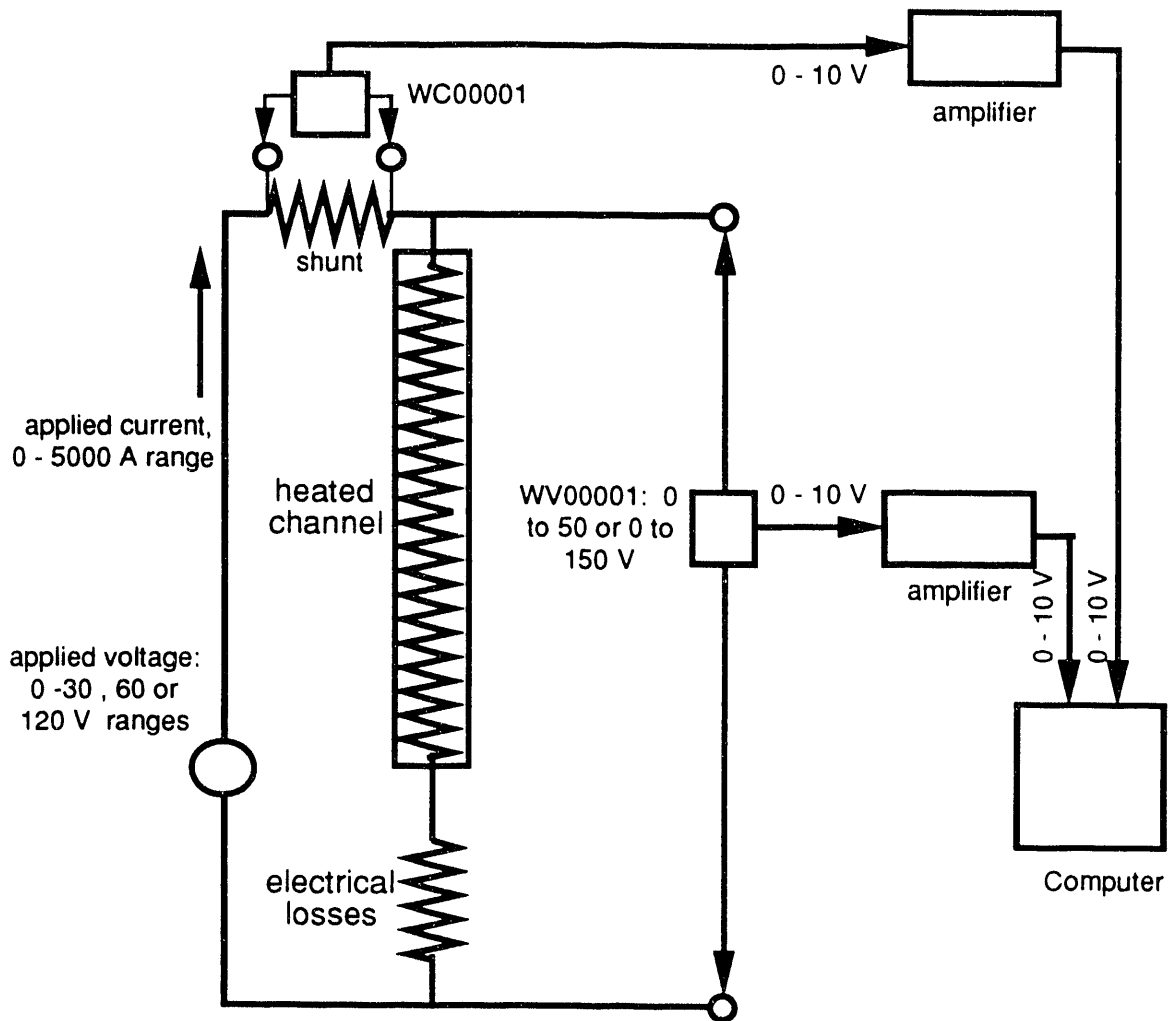 0 - 10 V
amplifier
WC00001
shunt
applied current,
0 - 5000 A range
heated
channel
WV00001: 0
to 50 or 0 to
150 V
0 - 10 V
amplifier
0 - 10 V
0 - 10 V
applied voltage:
0 -30 , 60 or
120 V ranges
electrical
losses
Computer